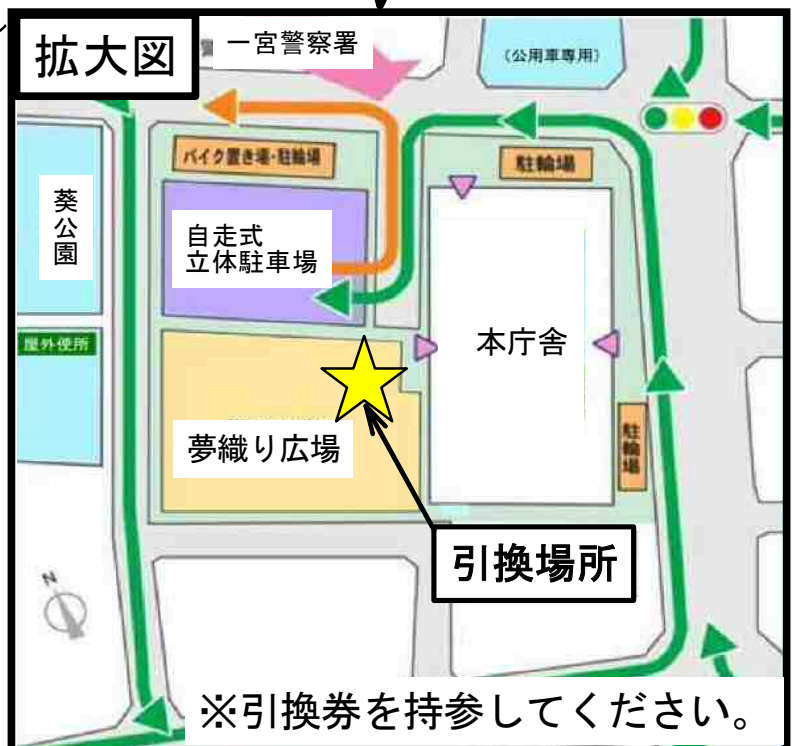 拡大図
一宮警察署
(公用車専用)
バイク置き場・駐輪場
駐輪場
葵公園
自走式
立体駐車場
屋外便所
本庁舎
夢織り広場
駐輪場
引換場所
N
※引換券を持参してください。